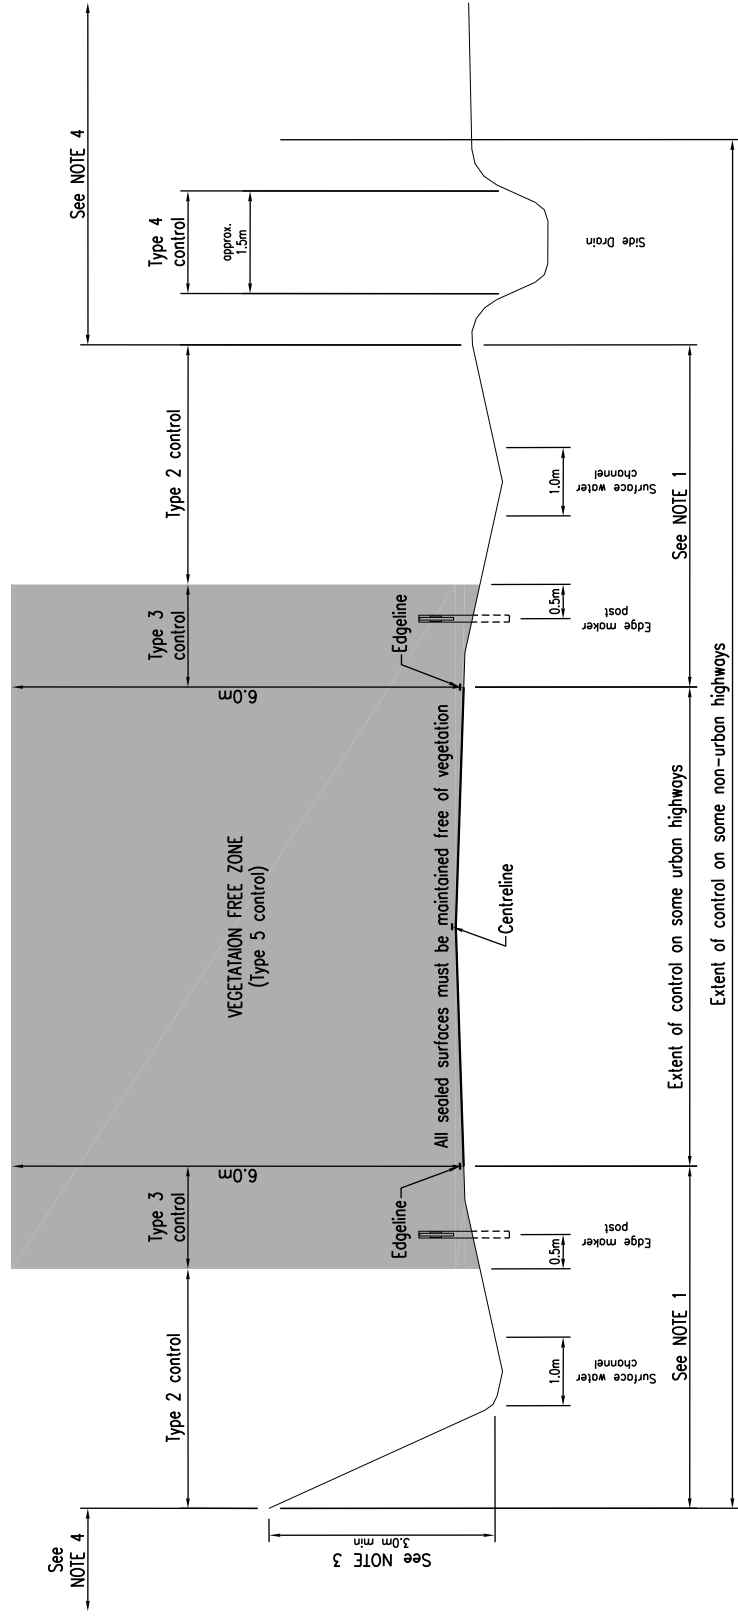 See
NOTE 4
Type 2 control
Type 3
control
VEGETATAION FREE ZONE
(Type 5 control)
Type 3
control
Type 2 control
See NOTE 4
Type 4
control
approx.
1.5m
6.0m
6.0m
See NOTE 3
3.0m min
Edgeline
All sealed surfaces must be maintained free of vegetation
Edgeline
Centreline
1.0m
Surface water
channel
0.5m
Edge maker
post
0.5m
Edge maker
post
1.0m
Surface water
channel
Side Drain
See NOTE 1
Extent of control on some urban highways
See NOTE 1
Extent of control on some non-urban highways